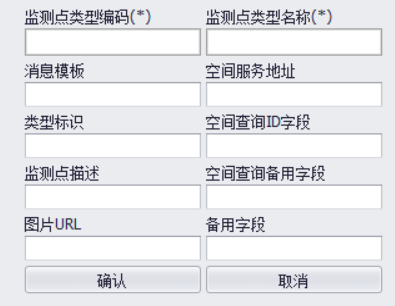 监测点类型编码(*) 监测点类型名称(*)
消息模板 空间服务地址
类型标识 空间查询ID字段
监测点描述 空间查询备用字段
图片URL 备用字段
确认 取消